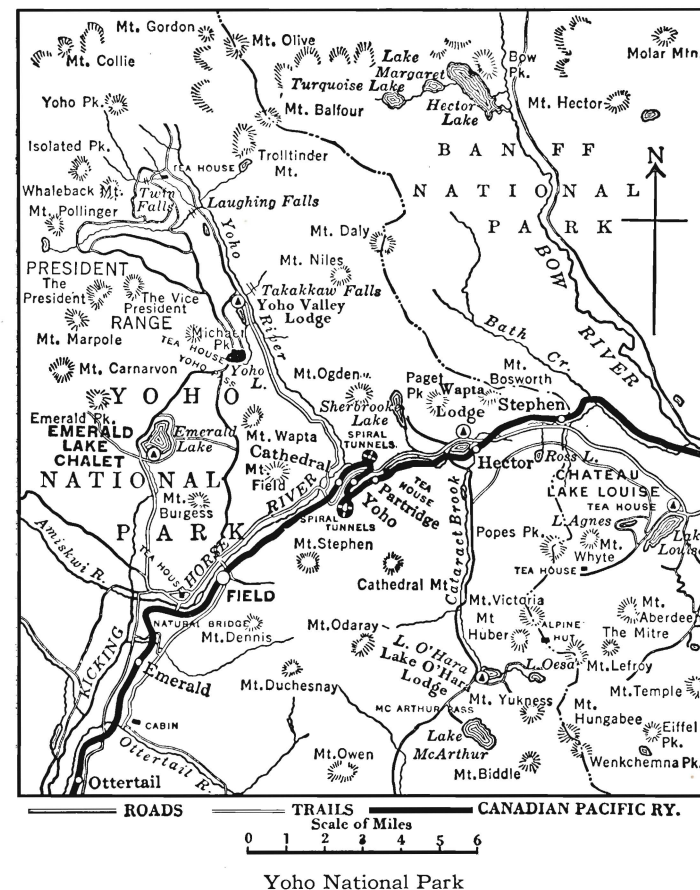 Mt. Gordon
Mt. Olive
Mt. Collie
Lake
Margaret
Turquoise Lake
Hector
Lake
Bow
Pk.
Molar Mtn.
Yoho Pk.
Mt. Balfour
Mt. Hector
Isolated Pk.
TEA HOUSE
Trolltinder
Mt.
BANFF
NATIONAL
PARK
N
Whaleback Mt.
Twin
Falls
Laughing Falls
Mt. Pollinger
Yoho
River
Mt. Daly
BOW
RIVER
PRESIDENT
RANGE
The
President
The Vice
President
Mt. Niles
Takakkaw Falls
Yoho Valley
Lodge
Mt. Marpole
Michael
Pk.
TEA HOUSE
YOHO
SS
Yoho
L.
Bath Cr.
Mt. Carnarvon
Mt. Ogden
Paget
Pk.
Wapta
Lodge
Mt.
Bosworth
Stephen
YOHO
NATIONAL
PARK
Sherbrook
Lake
Emerald Pk.
EMERALD
LAKE
CHALET
Emerald
Lake
Mt. Wapta
SPIRAL
TUNNELS
Cathedral
Mt.
Field
Hector
Ross L.
CHATEAU
LAKE LOUISE
TEA HOUSE
L. Agnes
Lake
Louise
Mt.
Burgess
TEA
HOUSE
Partridge
Yoho
SPIRAL
TUNNELS
KICKING
HORSE
RIVER
Amiskwi R.
TEA HOUSE
Mt. Stephen
Cathedral Mt.
Cataract Brook
Popes Pk.
Mt.
Whyte
TEA HOUSE
FIELD
NATURAL BRIDGE
Mt. Dennis
Mt. Odaray
Mt. Victoria
Mt
Huber
ALPINE
HUT
Mt.
Aberdee
The Mitre
L. O'Hara
Lake O'Hara
Lodge
L. Oesa
Mt. Lefroy
Emerald
Mt. Duchesnay
MC ARTHUR PASS
Mt. Yukness
Mt. Temple
CABIN
Ottertail R.
Lake
McArthur
Mt.
Hungabee
Eiffel
Pk.
Mt. Owen
Mt. Biddle
Wenkchemna Pk.
Ottertail
ROADS TRAILS CANADIAN PACIFIC RY.
Scale of Miles
0 1 2 3 4 5 6
Yoho National Park